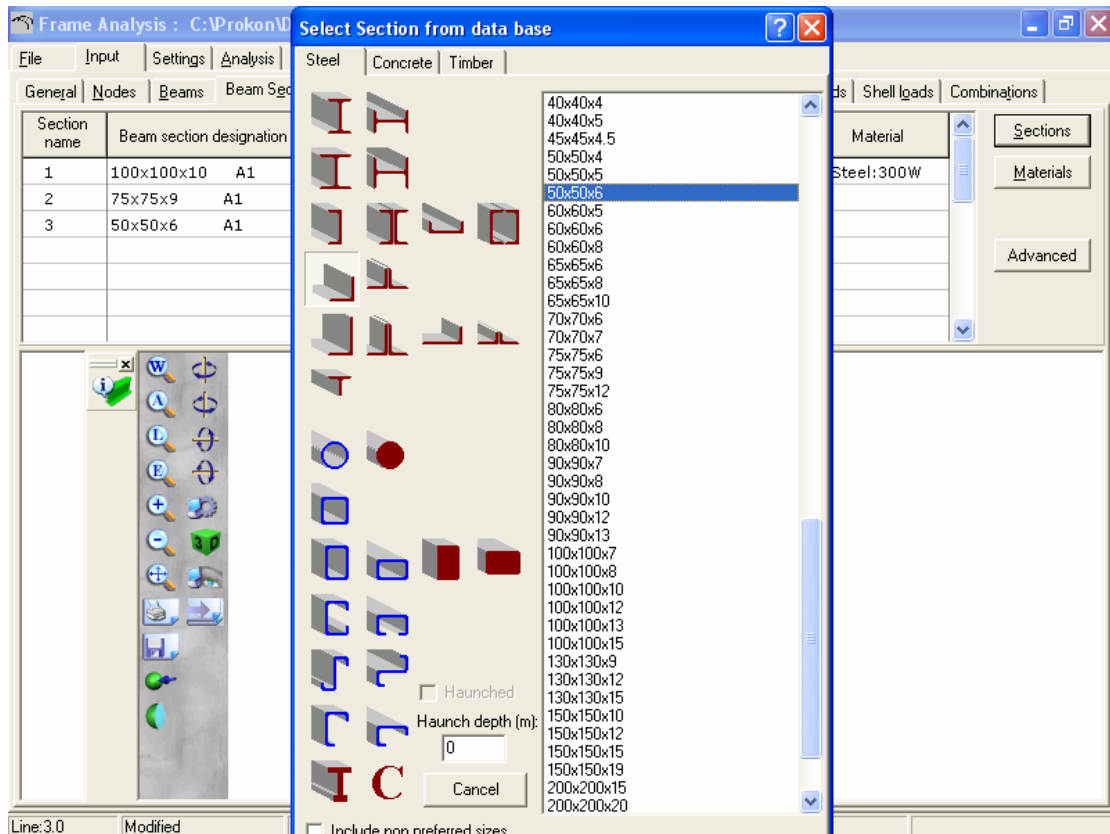 Frame Analysis : C:\Prokon\D
File Input Settings Analysis
General Nodes Beams Beam Sec
ds Shell loads Combinations
Section name Beam section designation
Material
1 100x100x10 A1
Steel:300W
2 75x75x9 A1
3 50x50x6 A1
Sections
Materials
Advanced
Select Section from data base
Steel Concrete Timber
40x40x4
40x40x5
45x45x4.5
50x50x4
50x50x5
50x50x6
60x60x5
60x60x6
60x60x8
65x65x6
65x65x8
65x65x10
70x70x6
70x70x7
75x75x6
75x75x9
75x75x12
80x80x6
80x80x8
80x80x10
90x90x7
90x90x8
90x90x10
90x90x12
90x90x13
100x100x7
100x100x8
100x100x10
100x100x12
100x100x13
100x100x15
130x130x9
130x130x12
130x130x15
150x150x10
150x150x12
150x150x15
150x150x19
200x200x15
200x200x20
W
A
L
E
3D
Haunched
Haunch depth (m):
0
C
Cancel
Include non preferred sizes
Line:3.0 Modified